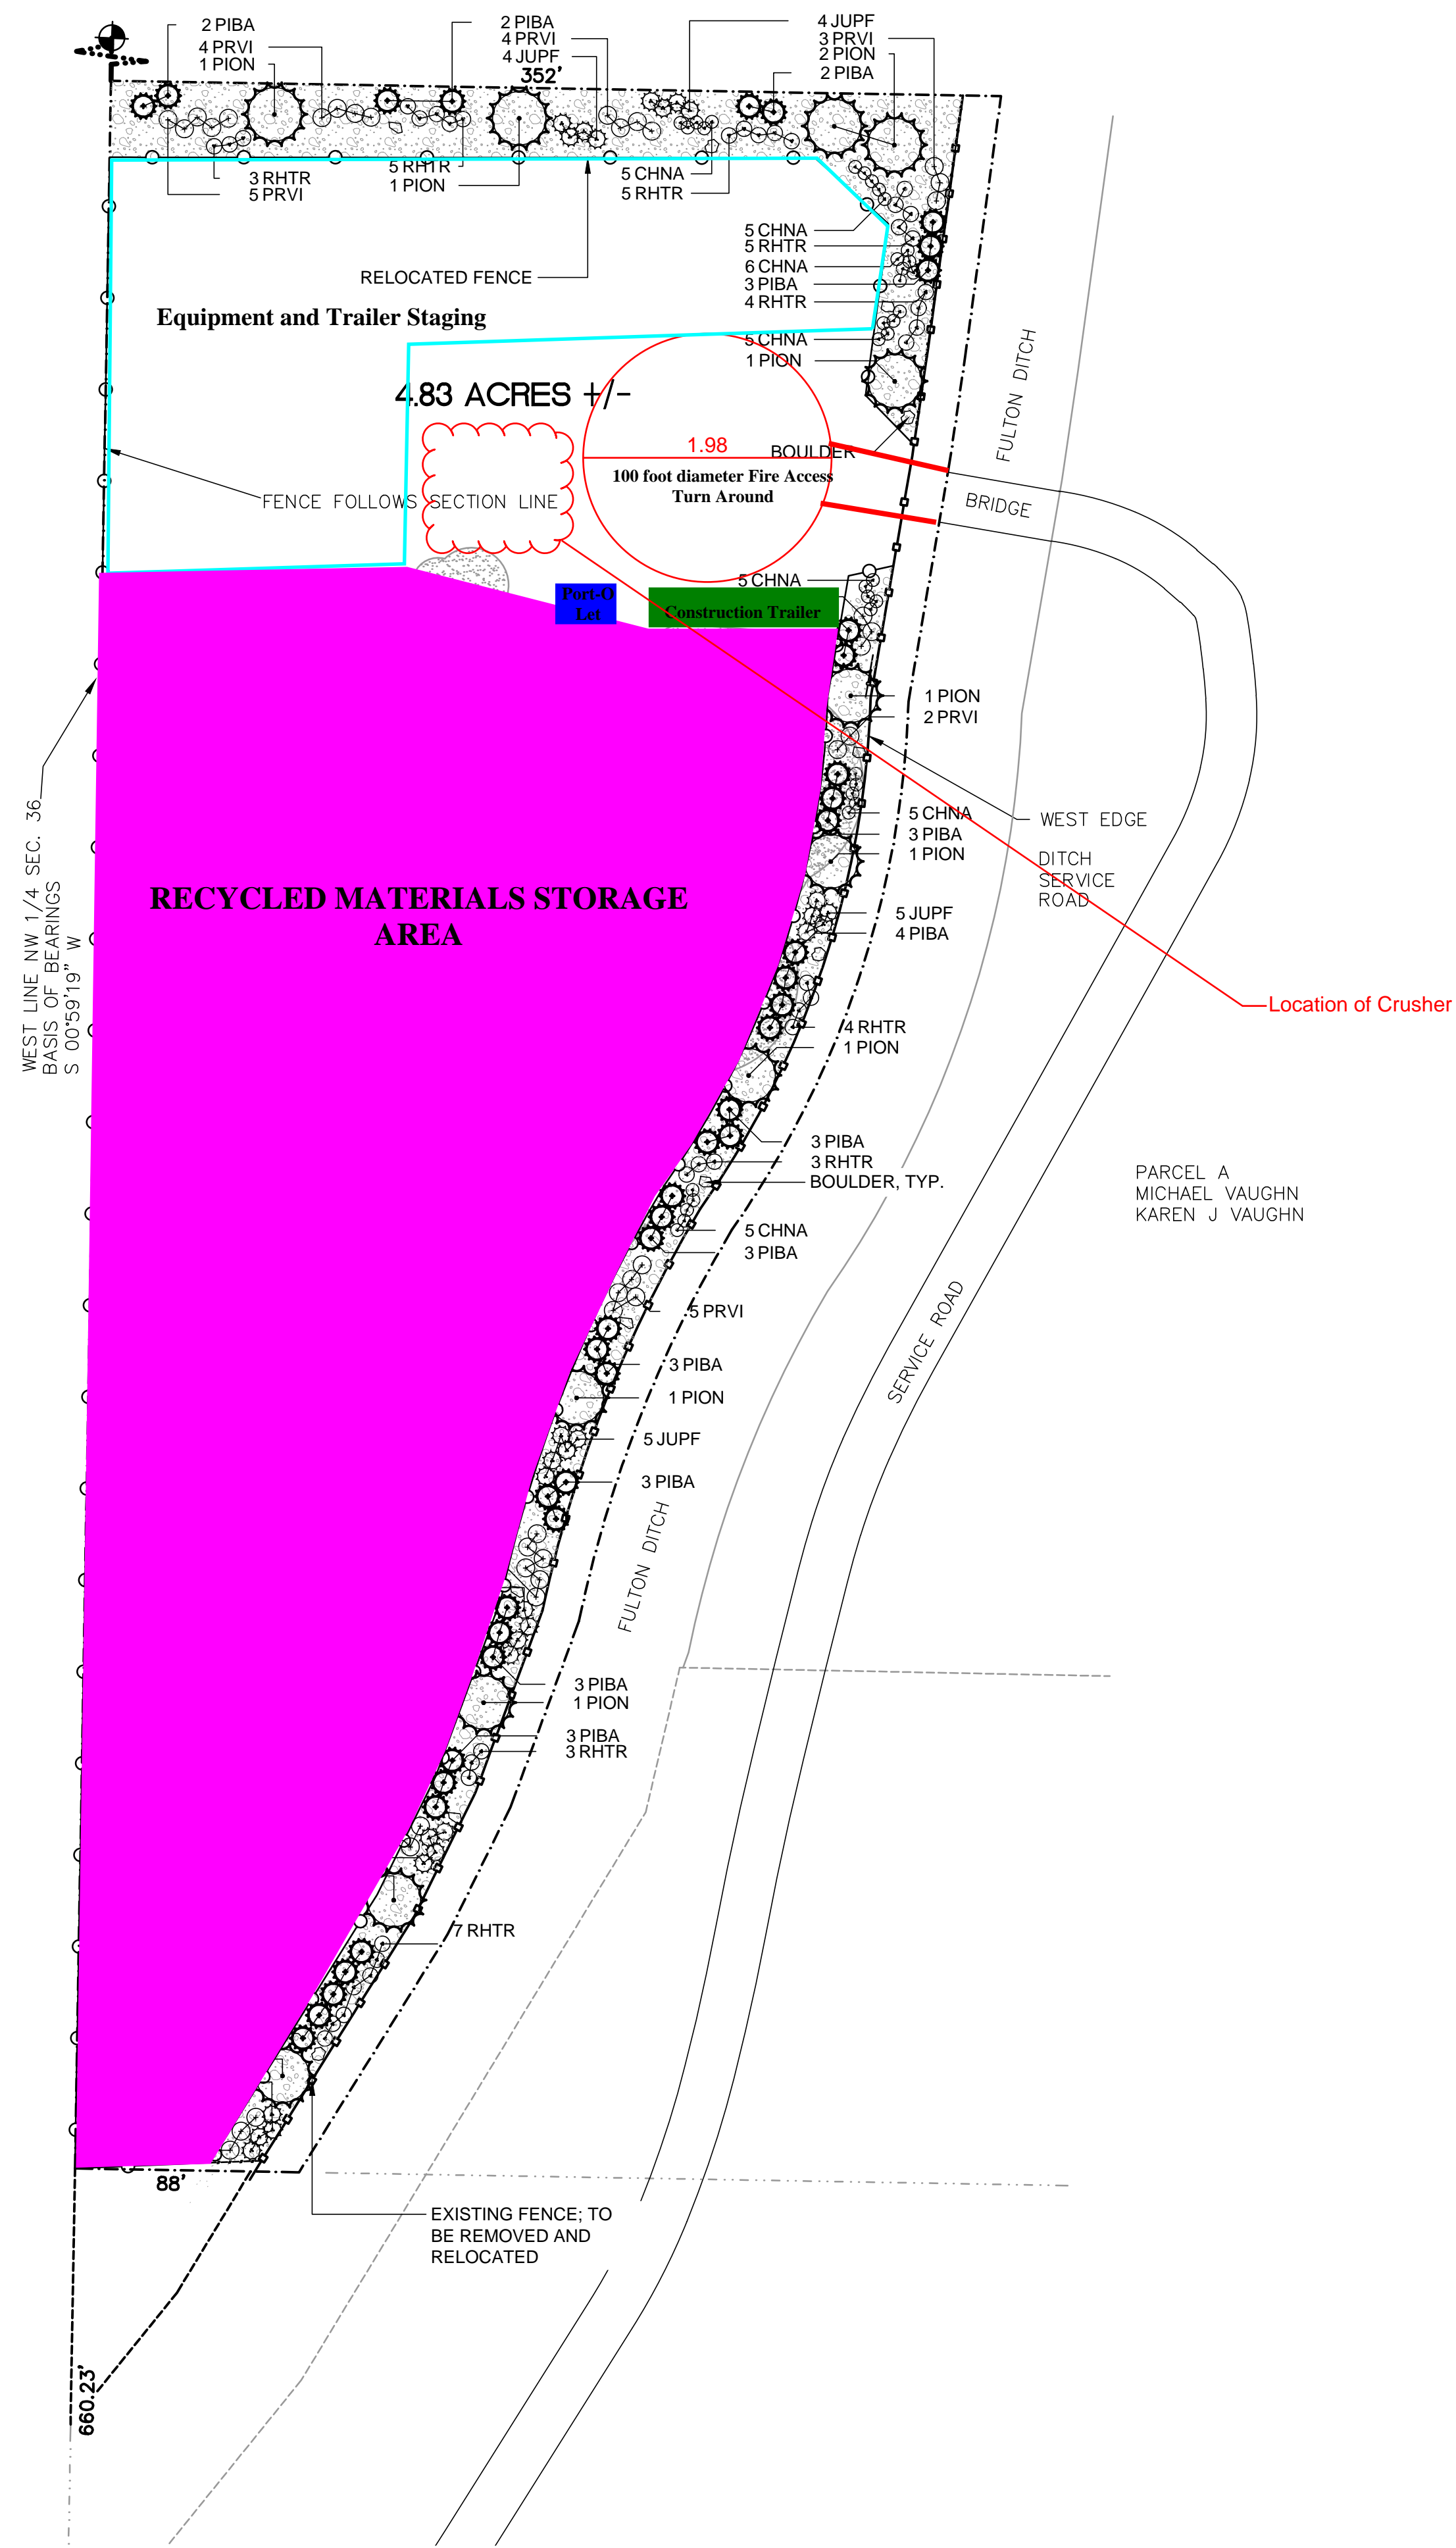 2 PIBA
4 PRVI
1 PION
2 PIBA
4 PRVI
4 JUPF
352'
4 JUPF
3 PRVI
2 PION
2 PIBA
3 RHTR
5 PRVI
5 RHTR
1 PION
5 CHNA
5 RHTR
5 CHNA
5 RHTR
6 CHNA
3 PIBA
4 RHTR
5 CHNA
1 PION
RELOCATED FENCE
Equipment and Trailer Staging
4.83 ACRES +/-
1.98
BOULDER
100 foot diameter Fire Access
Turn Around
FENCE FOLLOWS SECTION LINE
FULTON DITCH
BRIDGE
5 CHNA
Port-O
Let
Construction Trailer
1 PION
2 PRVI
5 CHNA
3 PIBA
1 PION
WEST EDGE
DITCH
SERVICE
ROAD
WEST LINE NW 1/4 SEC. 36
BASIS OF BEARINGS
S 00°59'19" W
RECYCLED MATERIALS STORAGE
AREA
5 JUPF
4 PIBA
Location of Crusher
4 RHTR
1 PION
3 PIBA
3 RHTR
BOULDER, TYP.
PARCEL A
MICHAEL VAUGHN
KAREN J VAUGHN
5 CHNA
3 PIBA
5 PRVI
SERVICE ROAD
3 PIBA
1 PION
5 JUPF
3 PIBA
FULTON DITCH
3 PIBA
1 PION
3 PIBA
3 RHTR
7 RHTR
88'
EXISTING FENCE; TO
BE REMOVED AND
RELOCATED
660.23'